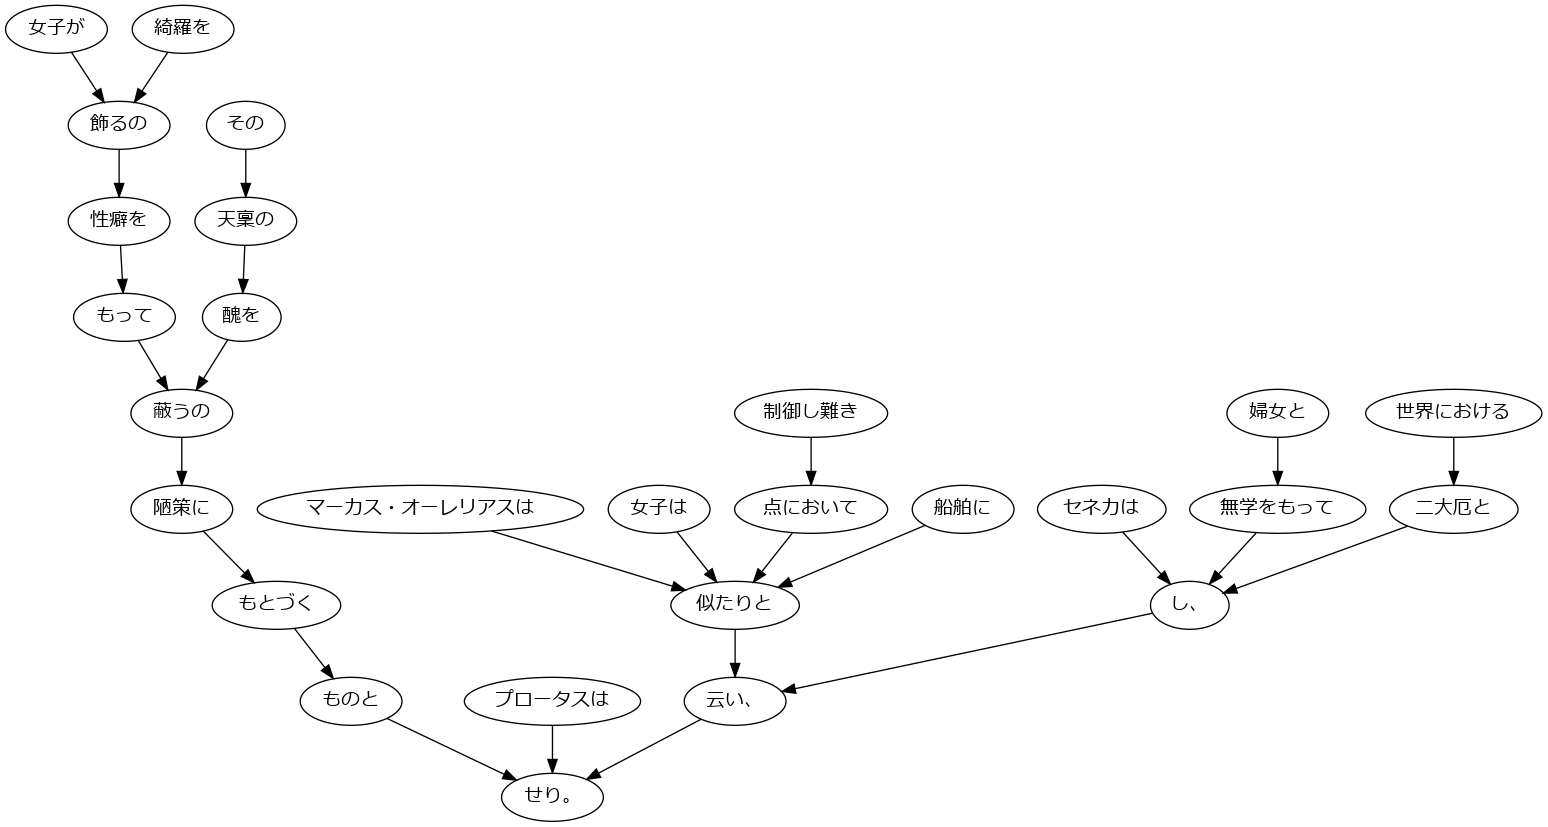 女子が
綺羅を
飾るの
その
性癖を
天稟の
もって
醜を
蔽うの
制御し難き
婦女と
世界における
陋策に
マーカス・オーレリアスは
女子は
点において
船舶に
セネカは
無学をもって
二大厄と
もとづく
似たりと
し、
ものと
プロータスは
云い、
せり。